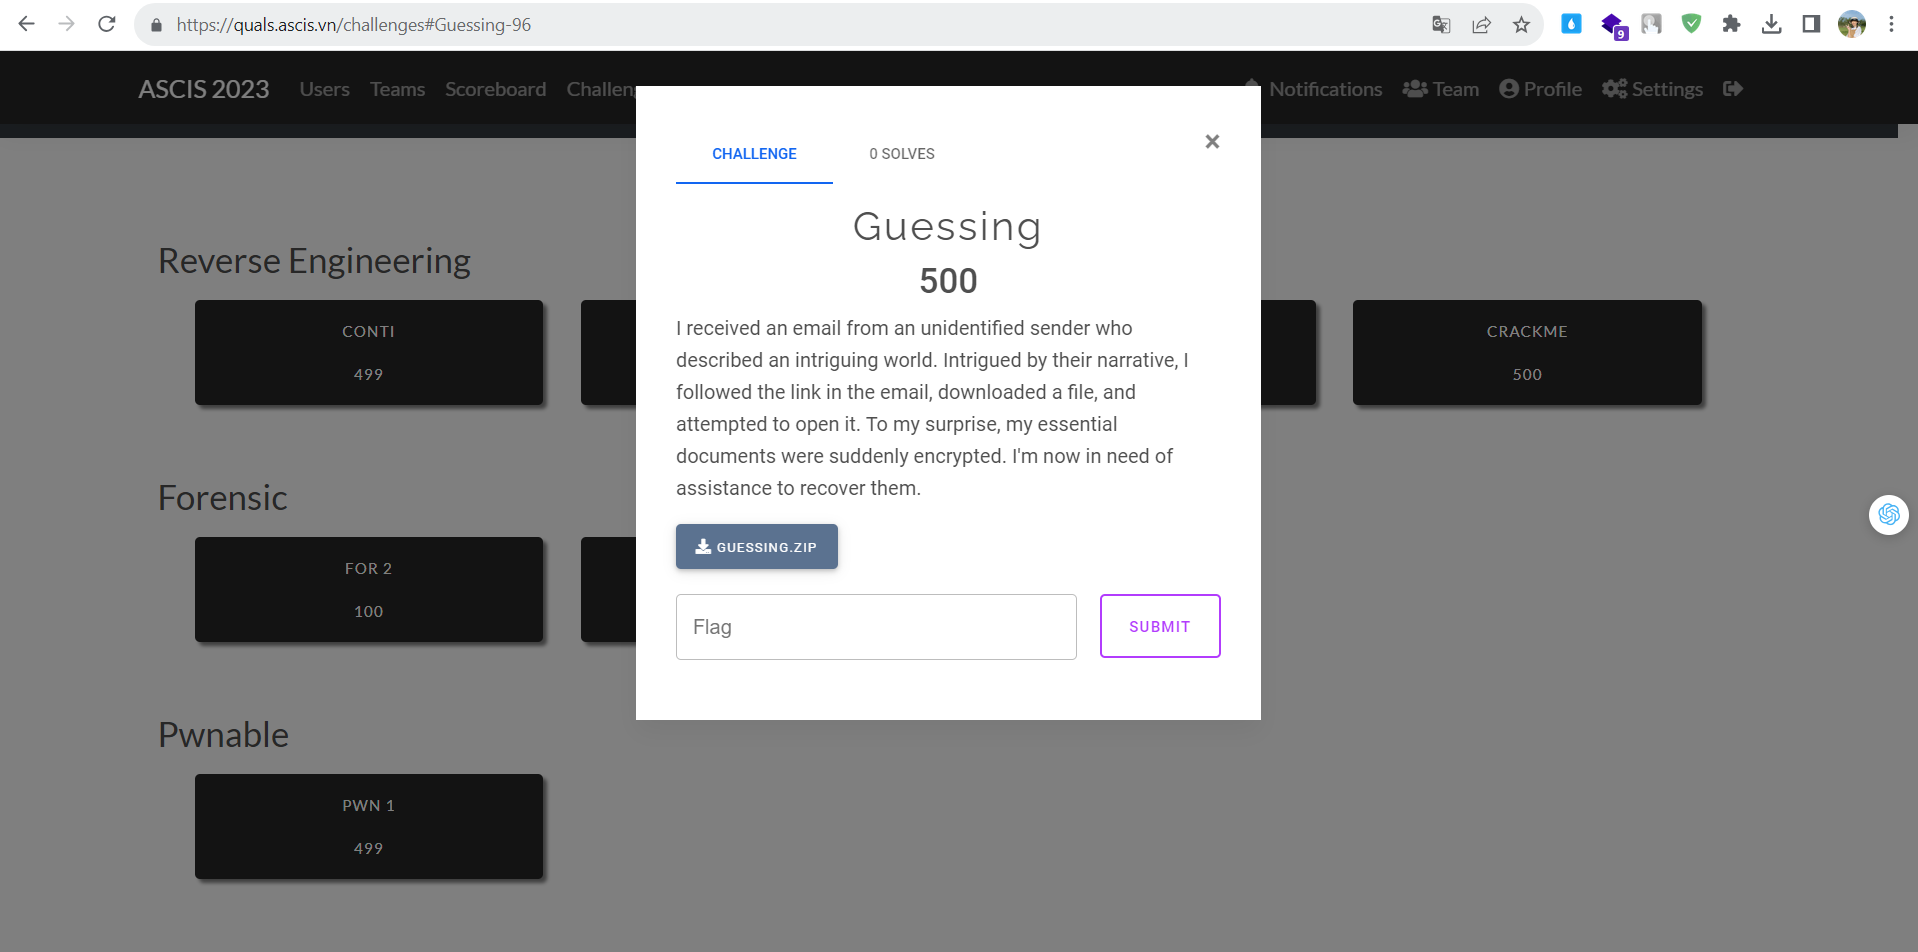 https://quals.ascis.vn/challenges#Guessing-96
9
ASCIS 2023 Users Teams Scoreboard Notifications Team Profile Settings
CHALLENGE 0 SOLVES ×
Guessing
500
I received an email from an unidentified sender who
described an intriguing world. Intrigued by their narrative, I
followed the link in the email, downloaded a file, and
attempted to open it. To my surprise, my essential
documents were suddenly encrypted. I'm now in need of
assistance to recover them.
GUESSING.ZIP
Flag SUBMIT
Reverse Engineering
CONTI
499
CRACKME
500
Forensic
FOR 2
100
Pwnable
PWN 1
499